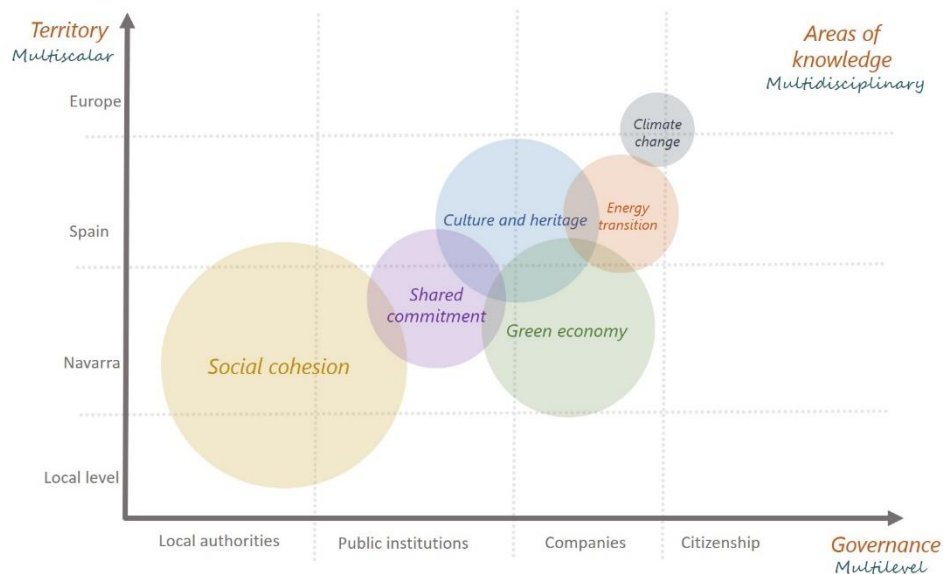 Territory
Multiscalar
Areas of
knowledge
Multidisciplinary
Europe
Climate
change
Culture and heritage
Energy
transition
Spain
Shared
commitment
Green economy
Navarra
Social cohesion
Local level
Local authorities
Public institutions
Companies
Citizenship
Governance
Multilevel